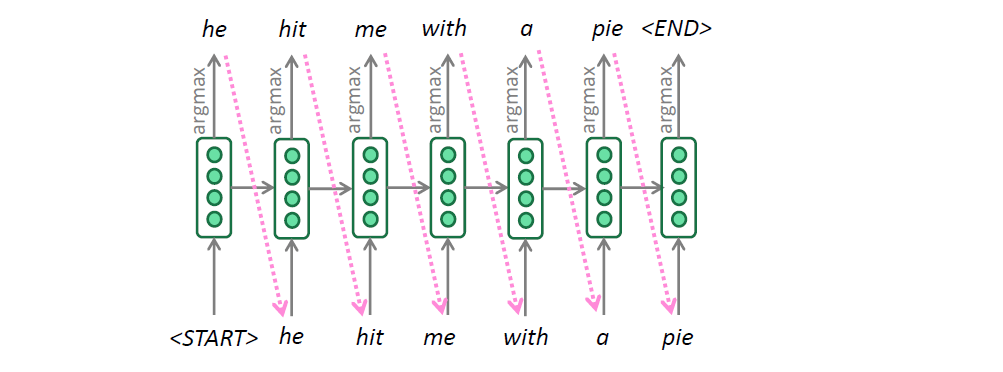 he hit me with a pie <END>
argmax argmax argmax argmax argmax argmax argmax
<START> he hit me with a pie